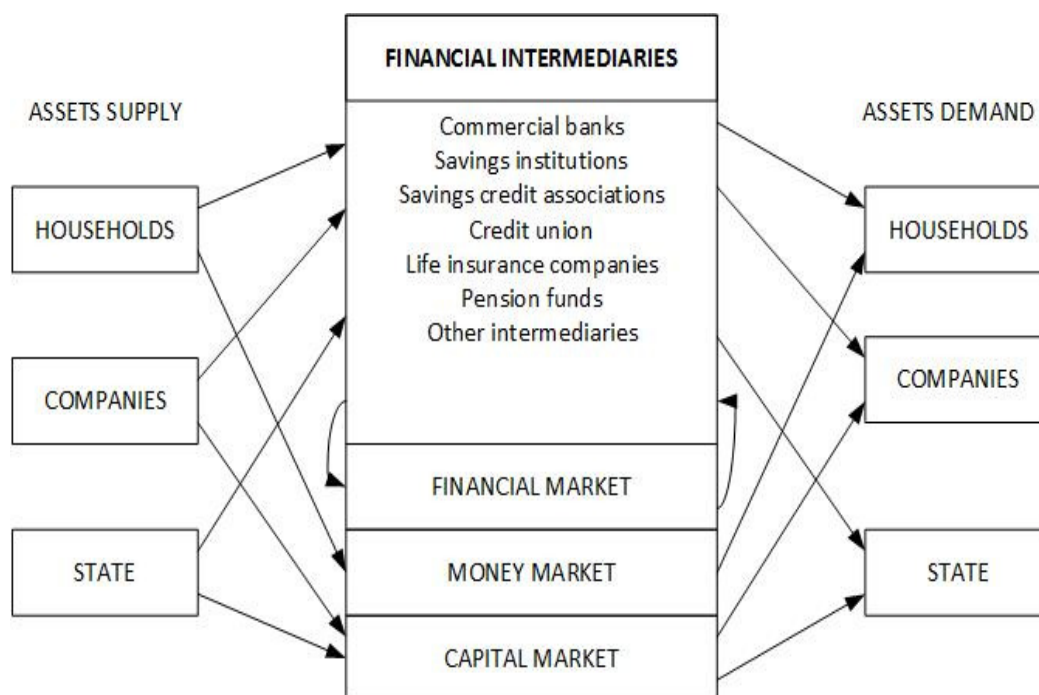 FINANCIAL INTERMEDIARIES
ASSETS SUPPLY
ASSETS DEMAND
Commercial banks
Savings institutions
Savings credit associations
Credit union
Life insurance companies
Pension funds
Other intermediaries
HOUSEHOLDS
HOUSEHOLDS
COMPANIES
COMPANIES
FINANCIAL MARKET
STATE
MONEY MARKET
STATE
CAPITAL MARKET